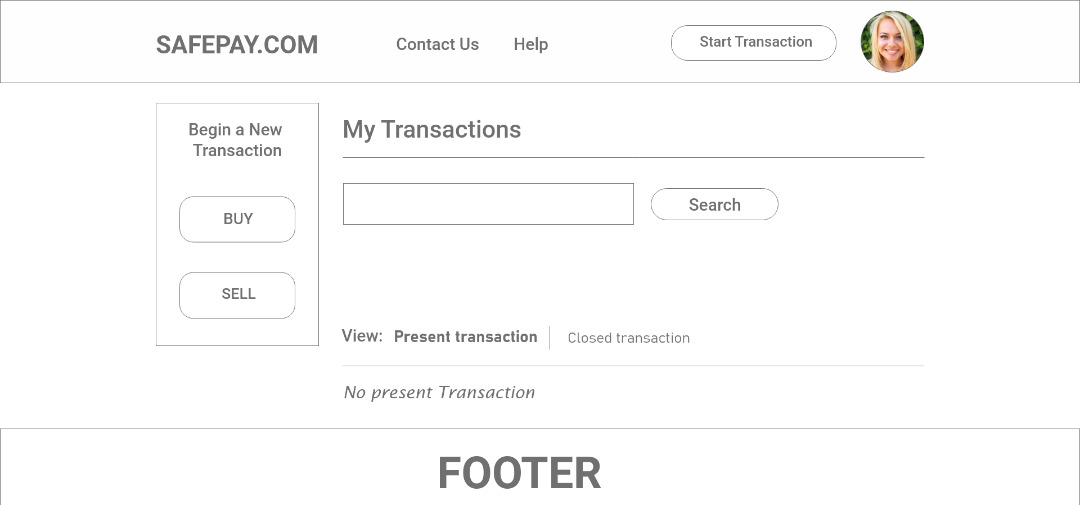 SAFEPAY.COM
Contact Us
Help
Start Transaction
Begin a New
Transaction
BUY
SELL
My Transactions
Search
View: Present transaction Closed transaction
No present Transaction
FOOTER